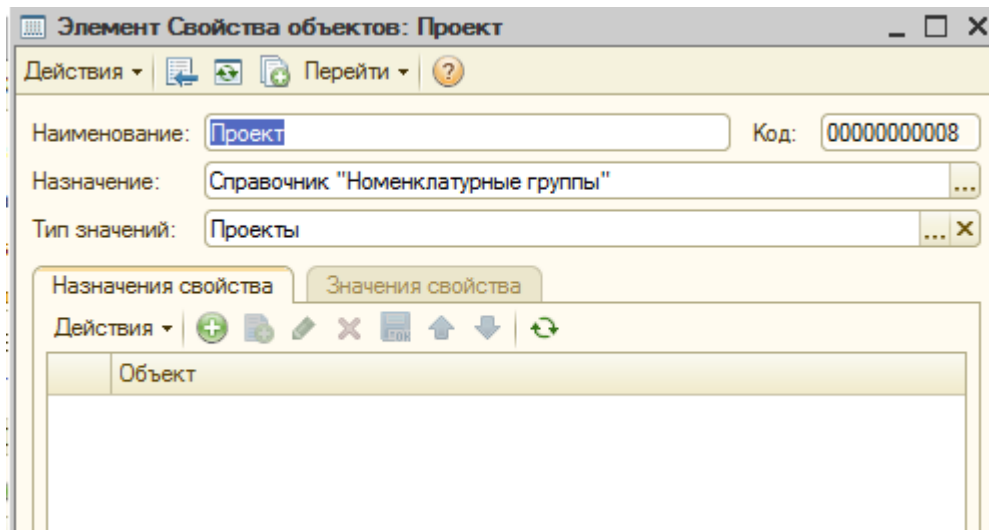 Элемент Свойства объектов: Проект
Действия Перейти
Наименование: Проект Код: 00000000008
Назначение: Справочник "Номенклатурные группы" ...
Тип значений: Проекты ...
Назначения свойства Значения свойства
Действия
Объект